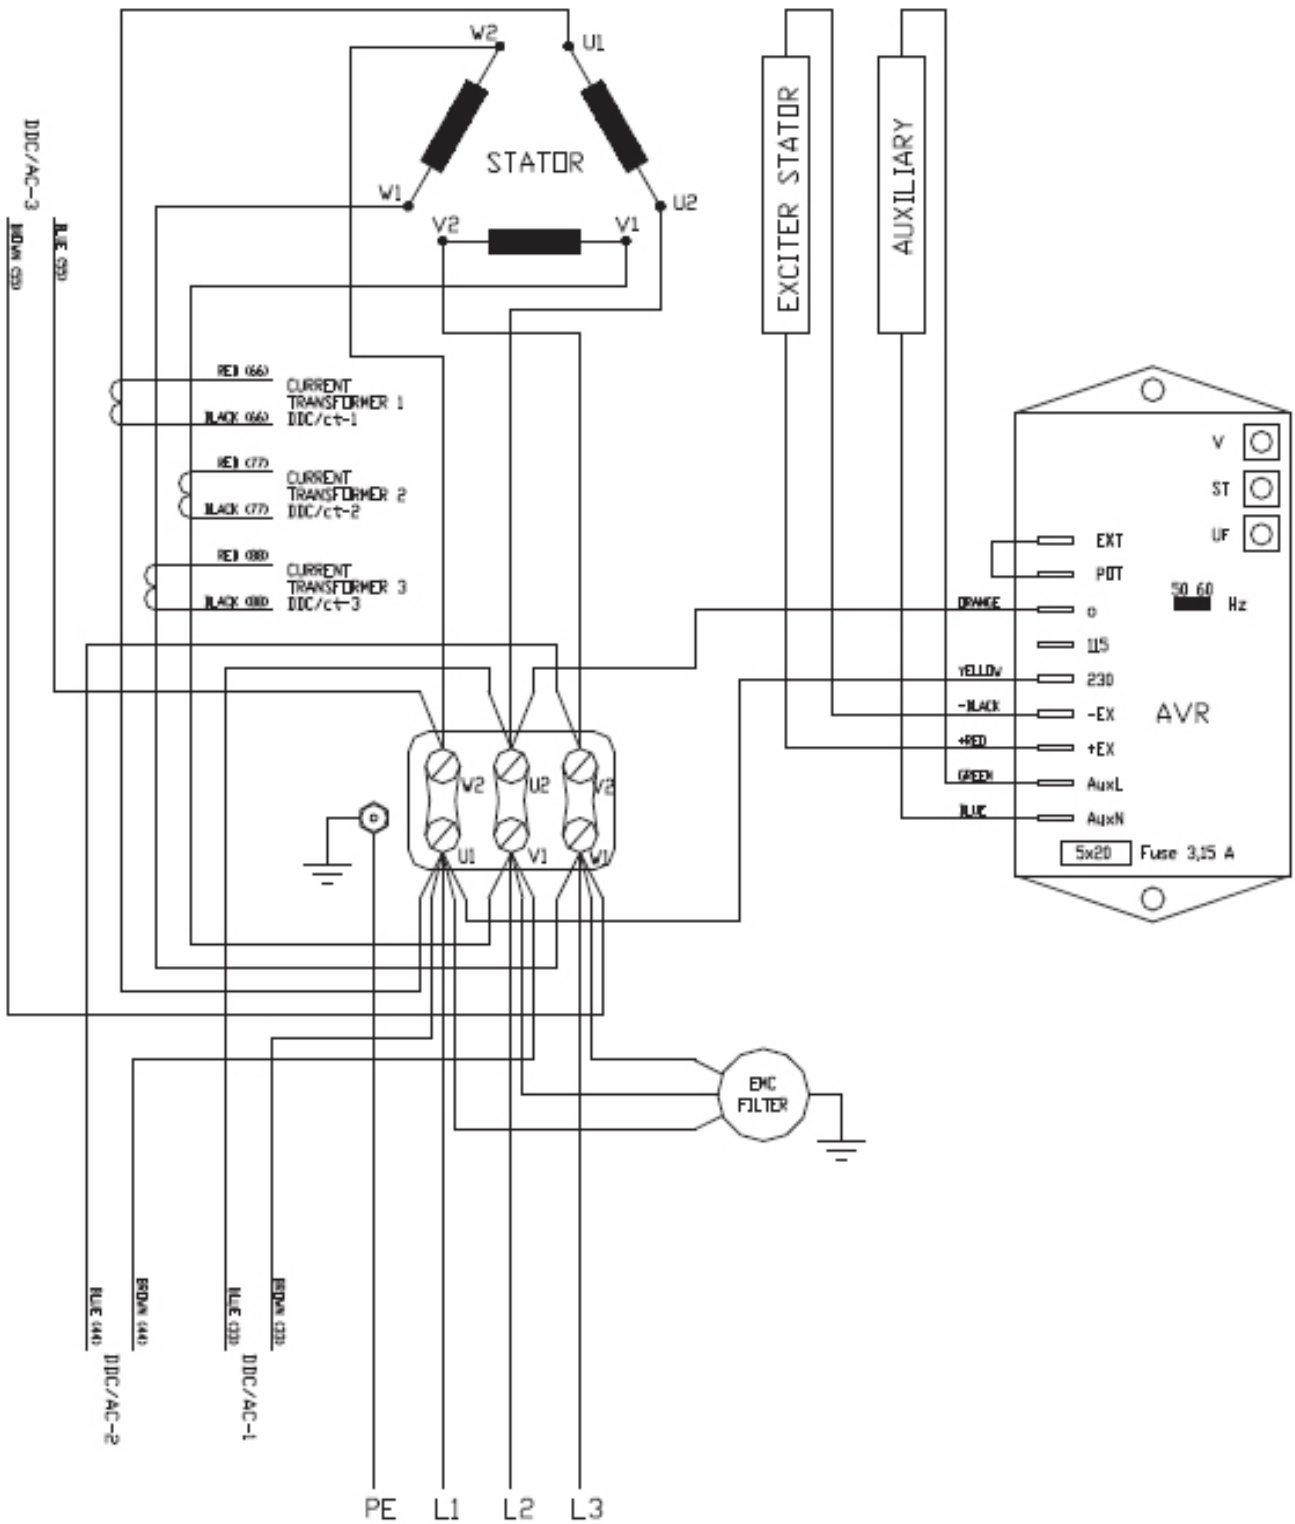 W2
U1
STATOR
W1
U2
V2
V1
EXCITER STATOR
AUXILIARY
DDC/AC-3
BROWN (55)
BLUE (55)
RED (66)
BLACK (66)
CURRENT
TRANSFORMER 1
DDC/ct-1
RED (77)
BLACK (77)
CURRENT
TRANSFORMER 2
DDC/ct-2
RED (88)
BLACK (88)
CURRENT
TRANSFORMER 3
DDC/ct-3
V
ST
UF
EXT
POT
50 60
Hz
ORANGE
0
115
YELLOW
230
-BLACK
-EX
AVR
+RED
+EX
GREEN
AuxL
BLUE
AuxN
5x20
Fuse 3,15 A
W2
U2
V2
U1
V1
W1
EMC
FILTER
BLUE (44)
BROWN (44)
DDC/AC-2
BLUE (33)
BROWN (33)
DDC/AC-1
PE
L1
L2
L3